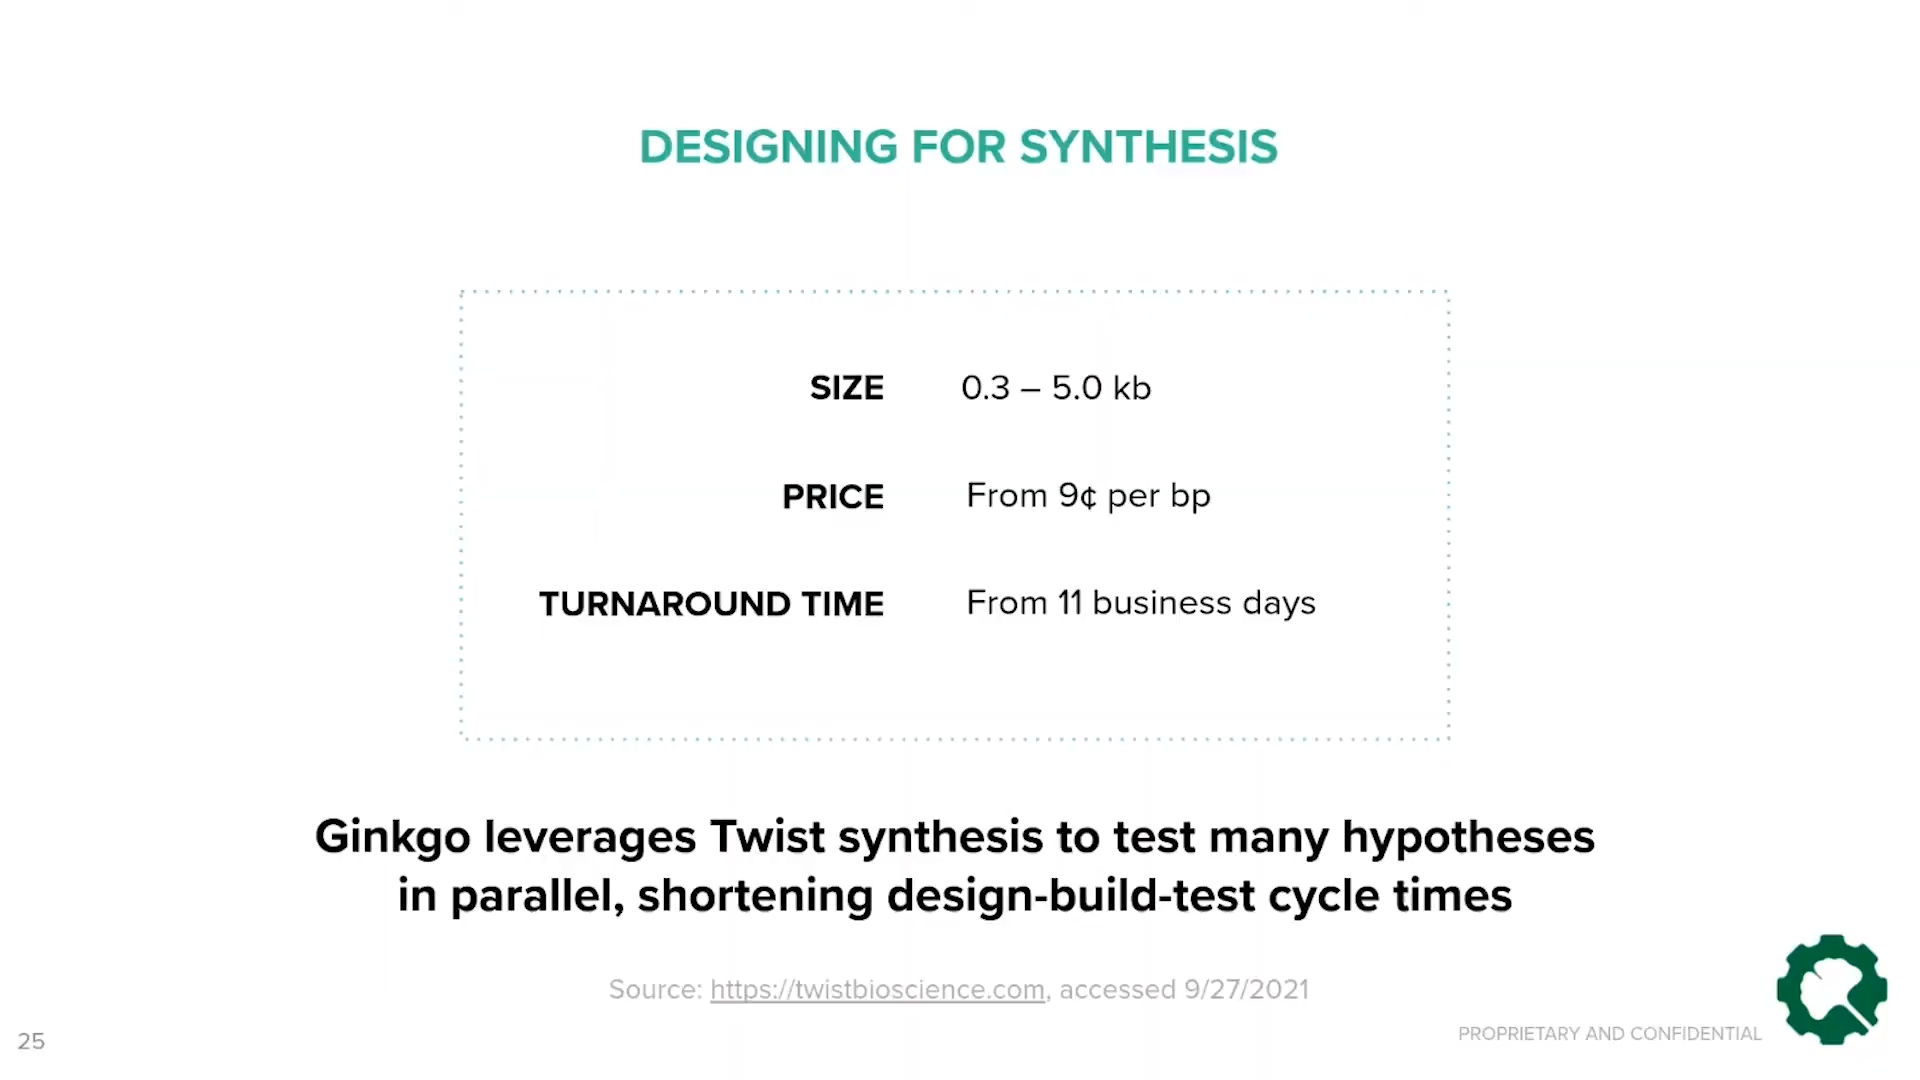 DESIGNING FOR SYNTHESIS
SIZE 0.3 – 5.0 kb
PRICE From 9¢ per bp
TURNAROUND TIME From 11 business days
Ginkgo leverages Twist synthesis to test many hypotheses
in parallel, shortening design-build-test cycle times
Source: https://twistbioscience.com, accessed 9/27/2021
25
PROPRIETARY AND CONFIDENTIAL